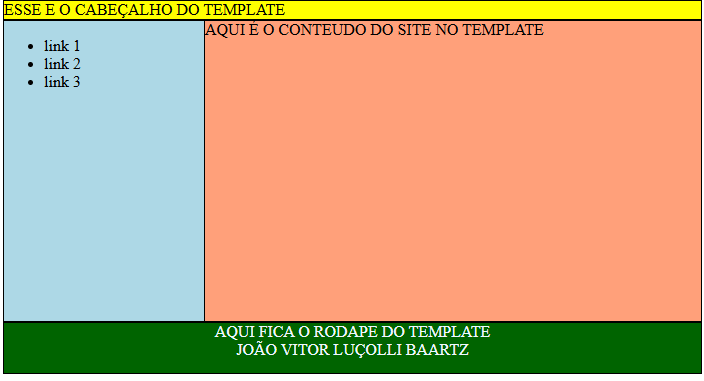 ESSE E O CABEÇALHO DO TEMPLATE
link 1
link 2
link 3
AQUI É O CONTEUDO DO SITE NO TEMPLATE
AQUI FICA O RODAPE DO TEMPLATE
JOÃO VITOR LUÇOLLI BAARTZ